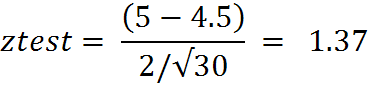 ztest = (5 − 4.5) / 2/√30 = 1.37